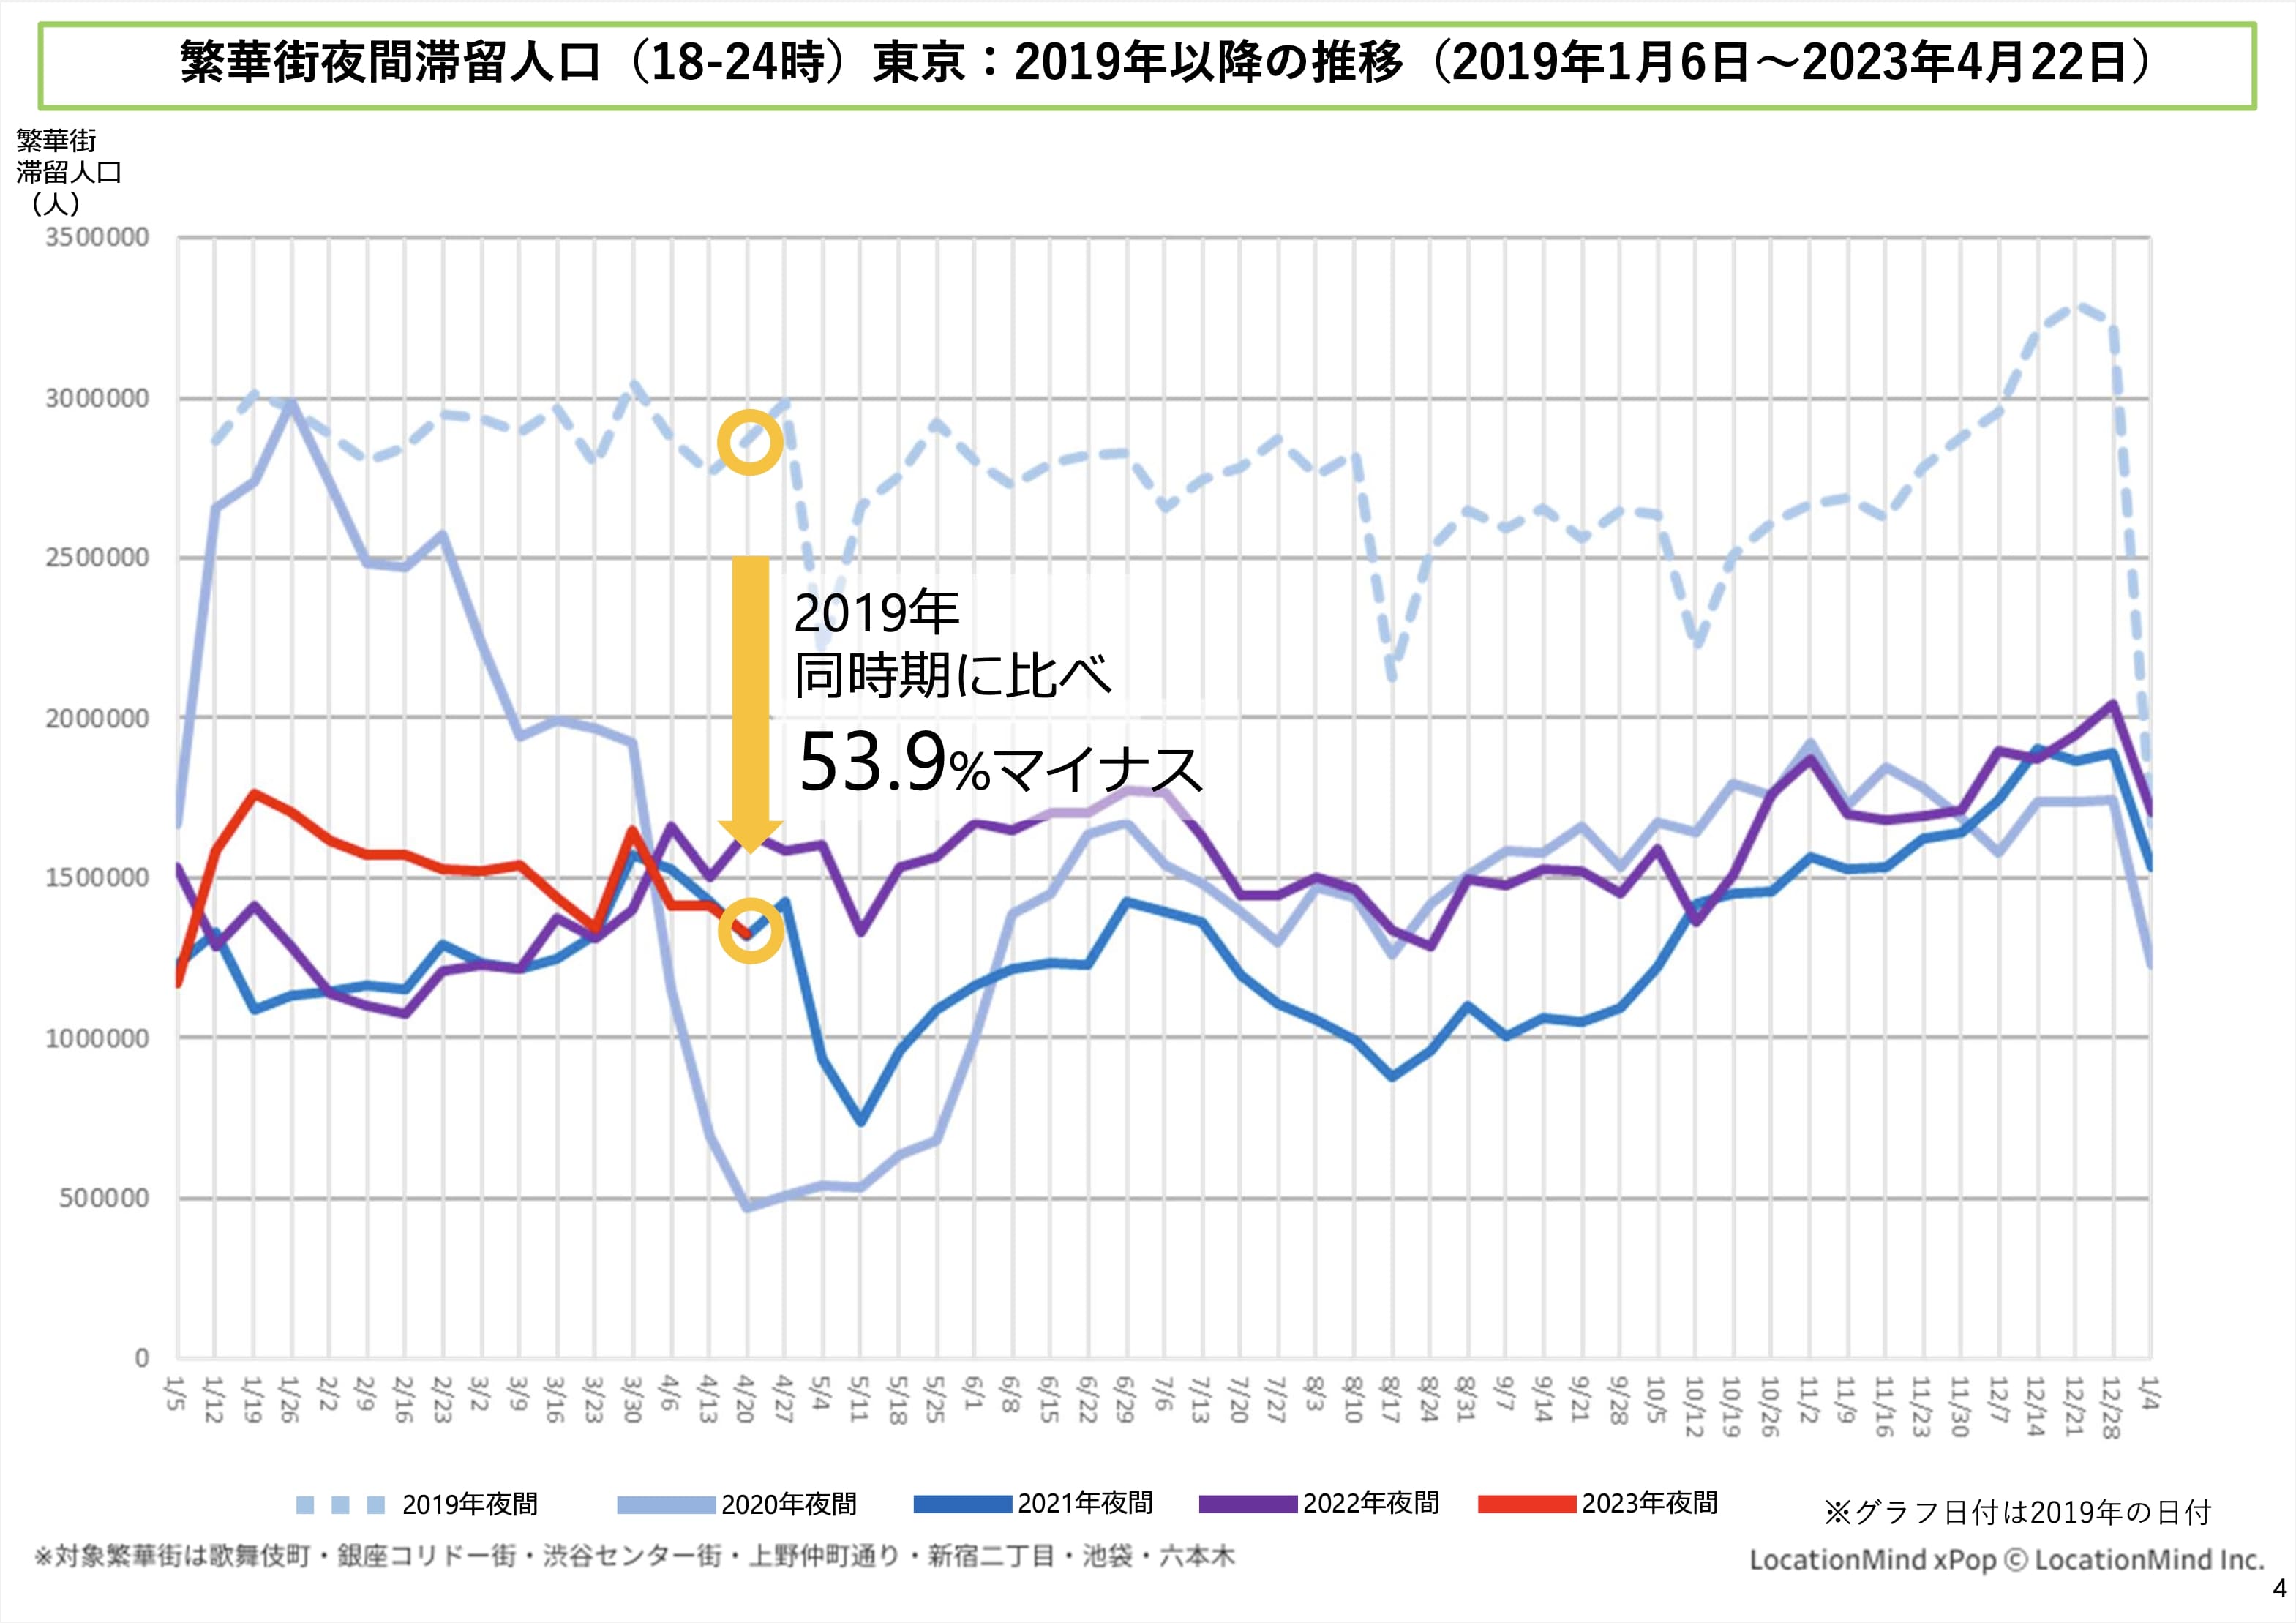 繁華街夜間滞留人口（18-24時）東京：2019年以降の推移（2019年1月6日～2023年4月22日）
繁華街
滞留人口
（人）
3500000
3000000
2500000
2000000
1500000
1000000
500000
0
2019年
同時期に比べ
53.9%マイナス
1/5 1/12 1/19 1/26 2/2 2/9 2/16 2/23 3/2 3/9 3/16 3/23 3/30 4/6 4/13 4/20 4/27 5/4 5/11 5/18 5/25 6/1 6/8 6/15 6/22 6/29 7/6 7/13 7/20 7/27 8/3 8/10 8/17 8/24 8/31 9/7 9/14 9/21 9/28 10/5 10/12 10/19 10/26 11/2 11/9 11/16 11/23 11/30 12/7 12/14 12/21 12/28 1/4
2019年夜間 2020年夜間 2021年夜間 2022年夜間 2023年夜間
※グラフ日付は2019年の日付
※対象繁華街は歌舞伎町・銀座コリドー街・渋谷センター街・上野仲町通り・新宿二丁目・池袋・六本木
LocationMind xPop © LocationMind Inc.
4